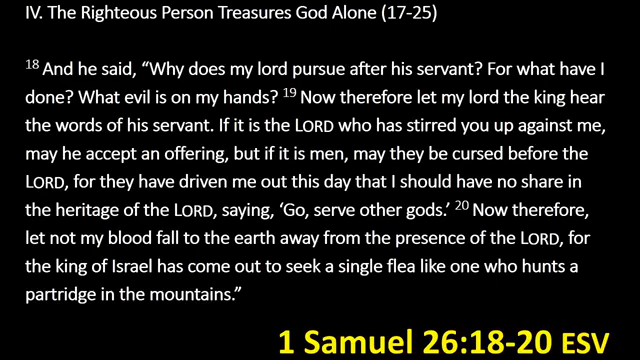 IV. The Righteous Person Treasures God Alone (17-25)
18 And he said, “Why does my lord pursue after his servant? For what have I
done? What evil is on my hands? 19 Now therefore let my lord the king hear
the words of his servant. If it is the LORD who has stirred you up against me,
may he accept an offering, but if it is men, may they be cursed before the
LORD, for they have driven me out this day that I should have no share in
the heritage of the LORD, saying, ‘Go, serve other gods.’ 20 Now therefore,
let not my blood fall to the earth away from the presence of the LORD, for
the king of Israel has come out to seek a single flea like one who hunts a
partridge in the mountains.”
1 Samuel 26:18-20 ESV